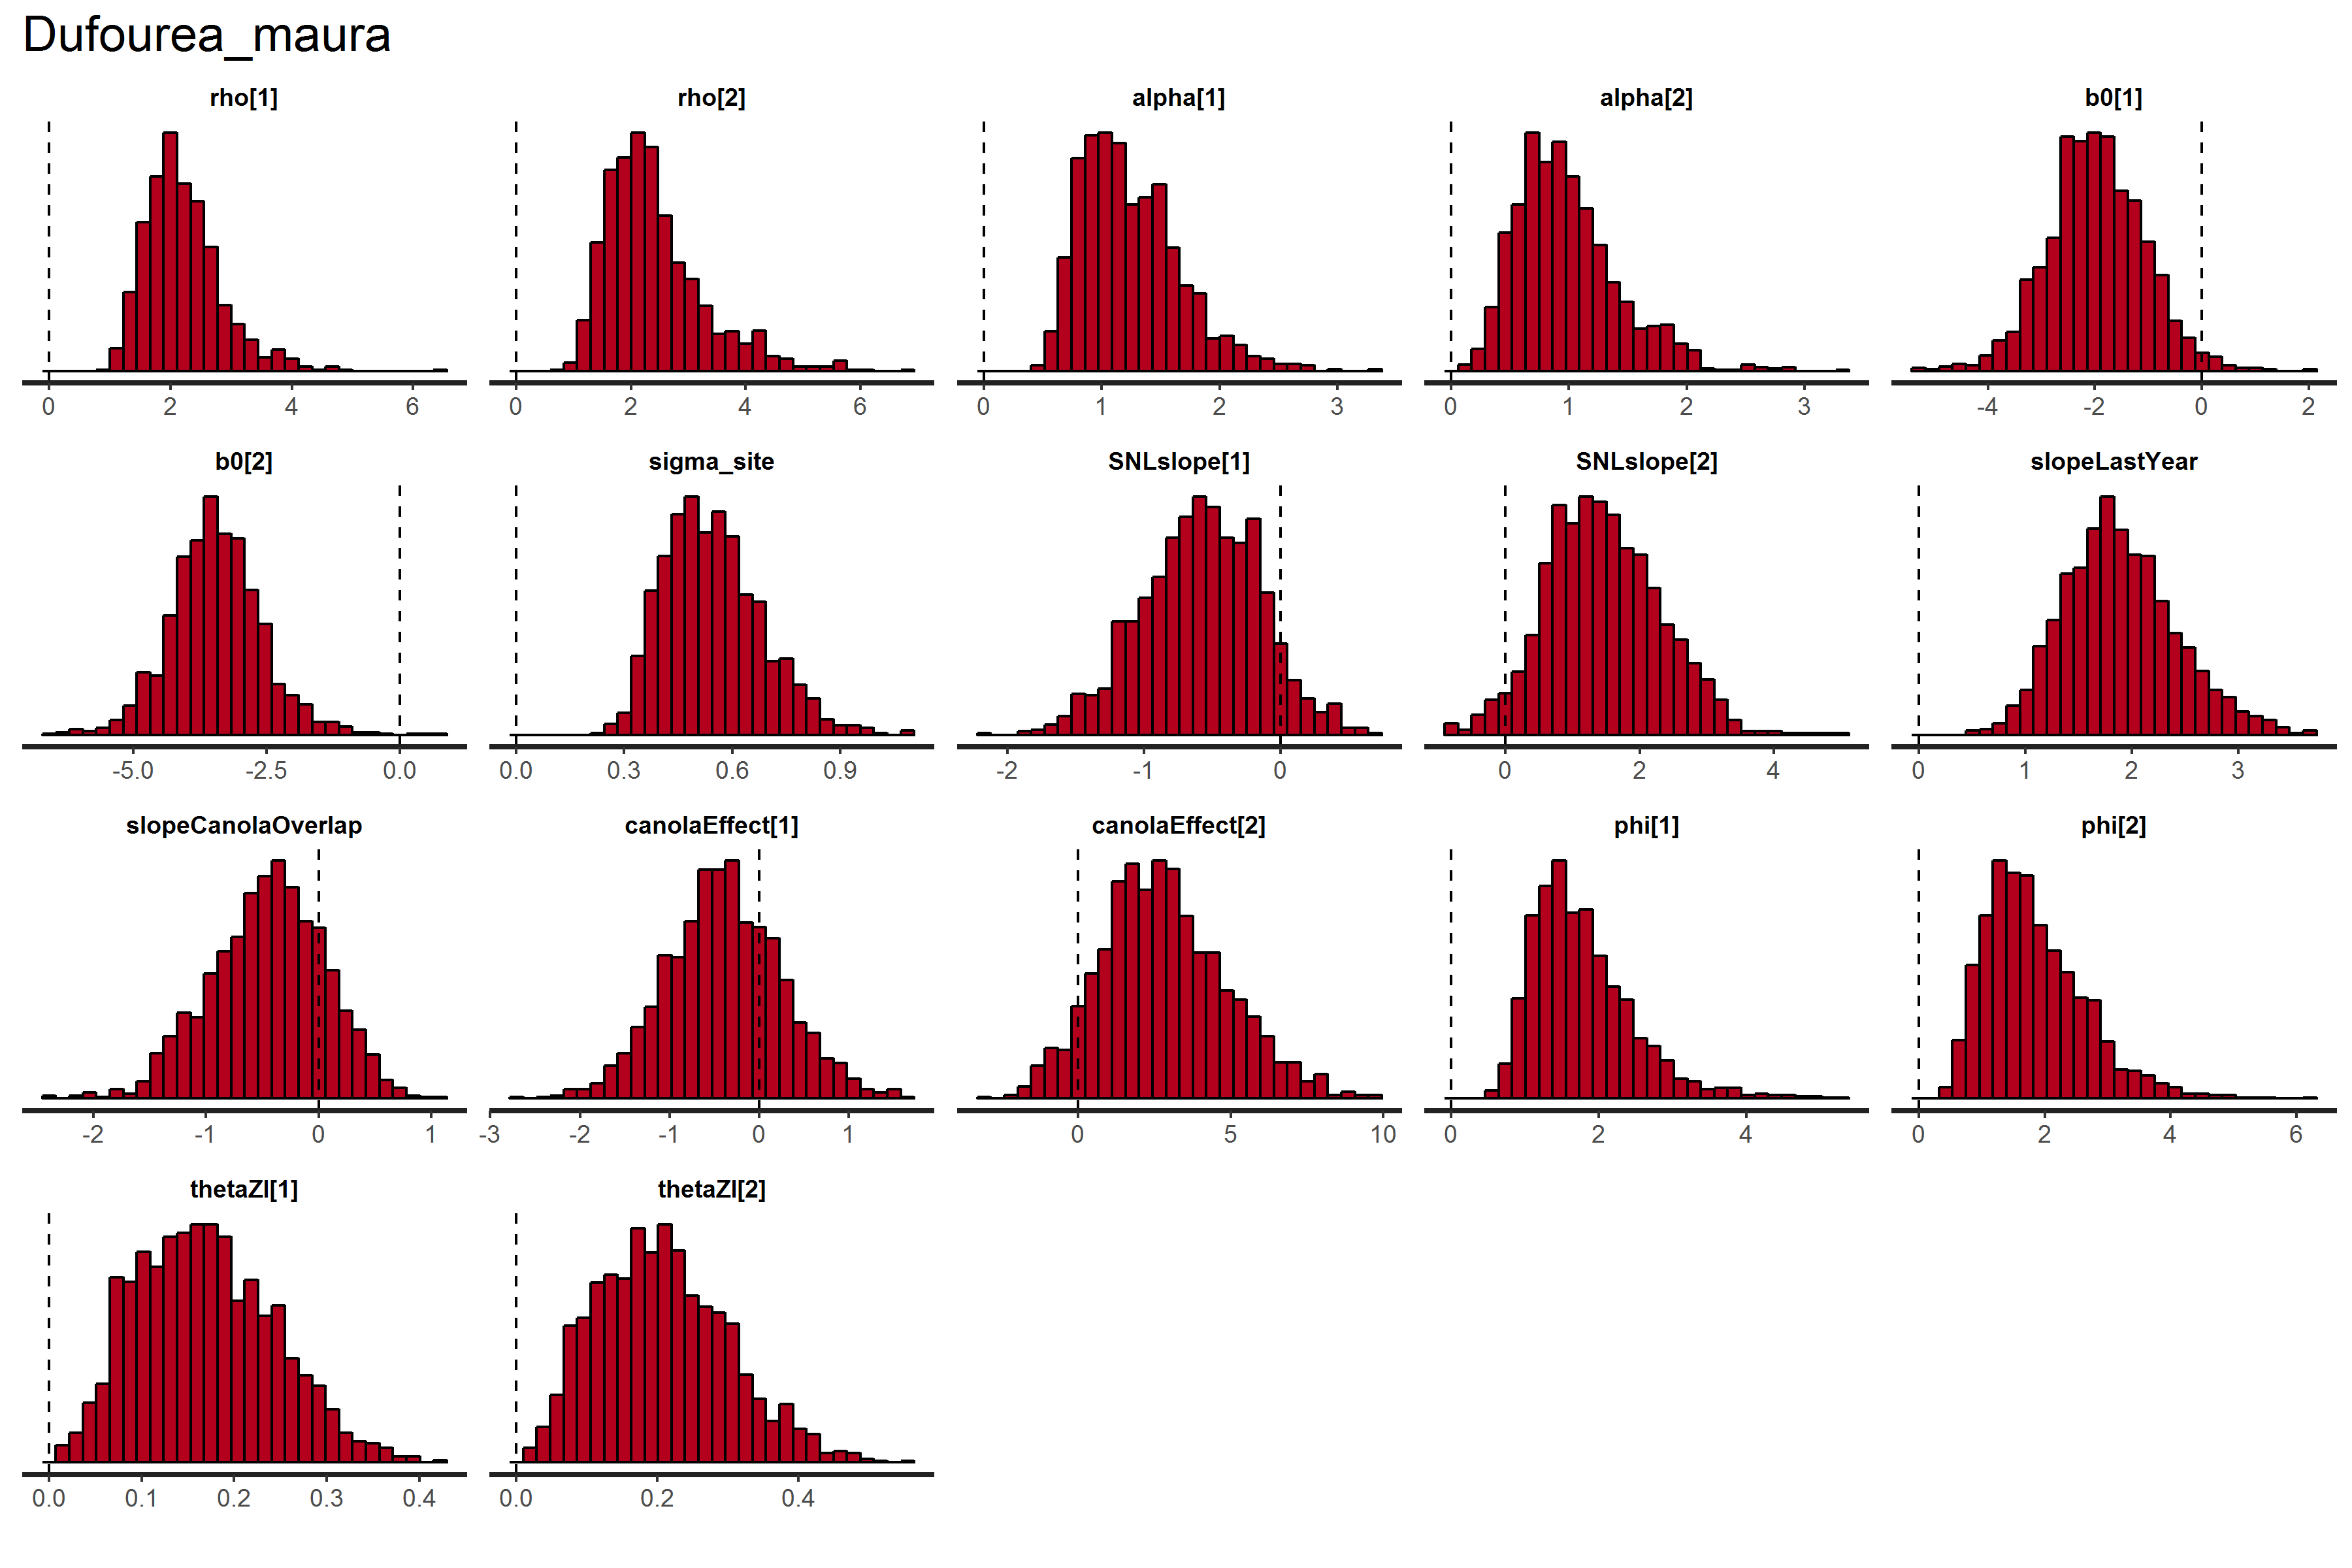 Dufourea_maura
rho[1] rho[2] alpha[1] alpha[2] b0[1]
0 2 4 6 0 2 4 6 0 1 2 3 0 1 2 3 -4 -2 0 2
b0[2] sigma_site SNLslope[1] SNLslope[2] slopeLastYear
-5.0 -2.5 0.0 0.0 0.3 0.6 0.9 -2 -1 0 0 2 4 0 1 2 3
slopeCanolaOverlap canolaEffect[1] canolaEffect[2] phi[1] phi[2]
-2 -1 0 1 -3 -2 -1 0 1 0 5 10 0 2 4 0 2 4 6
thetaZI[1] thetaZI[2]
0.0 0.1 0.2 0.3 0.4 0.0 0.2 0.4